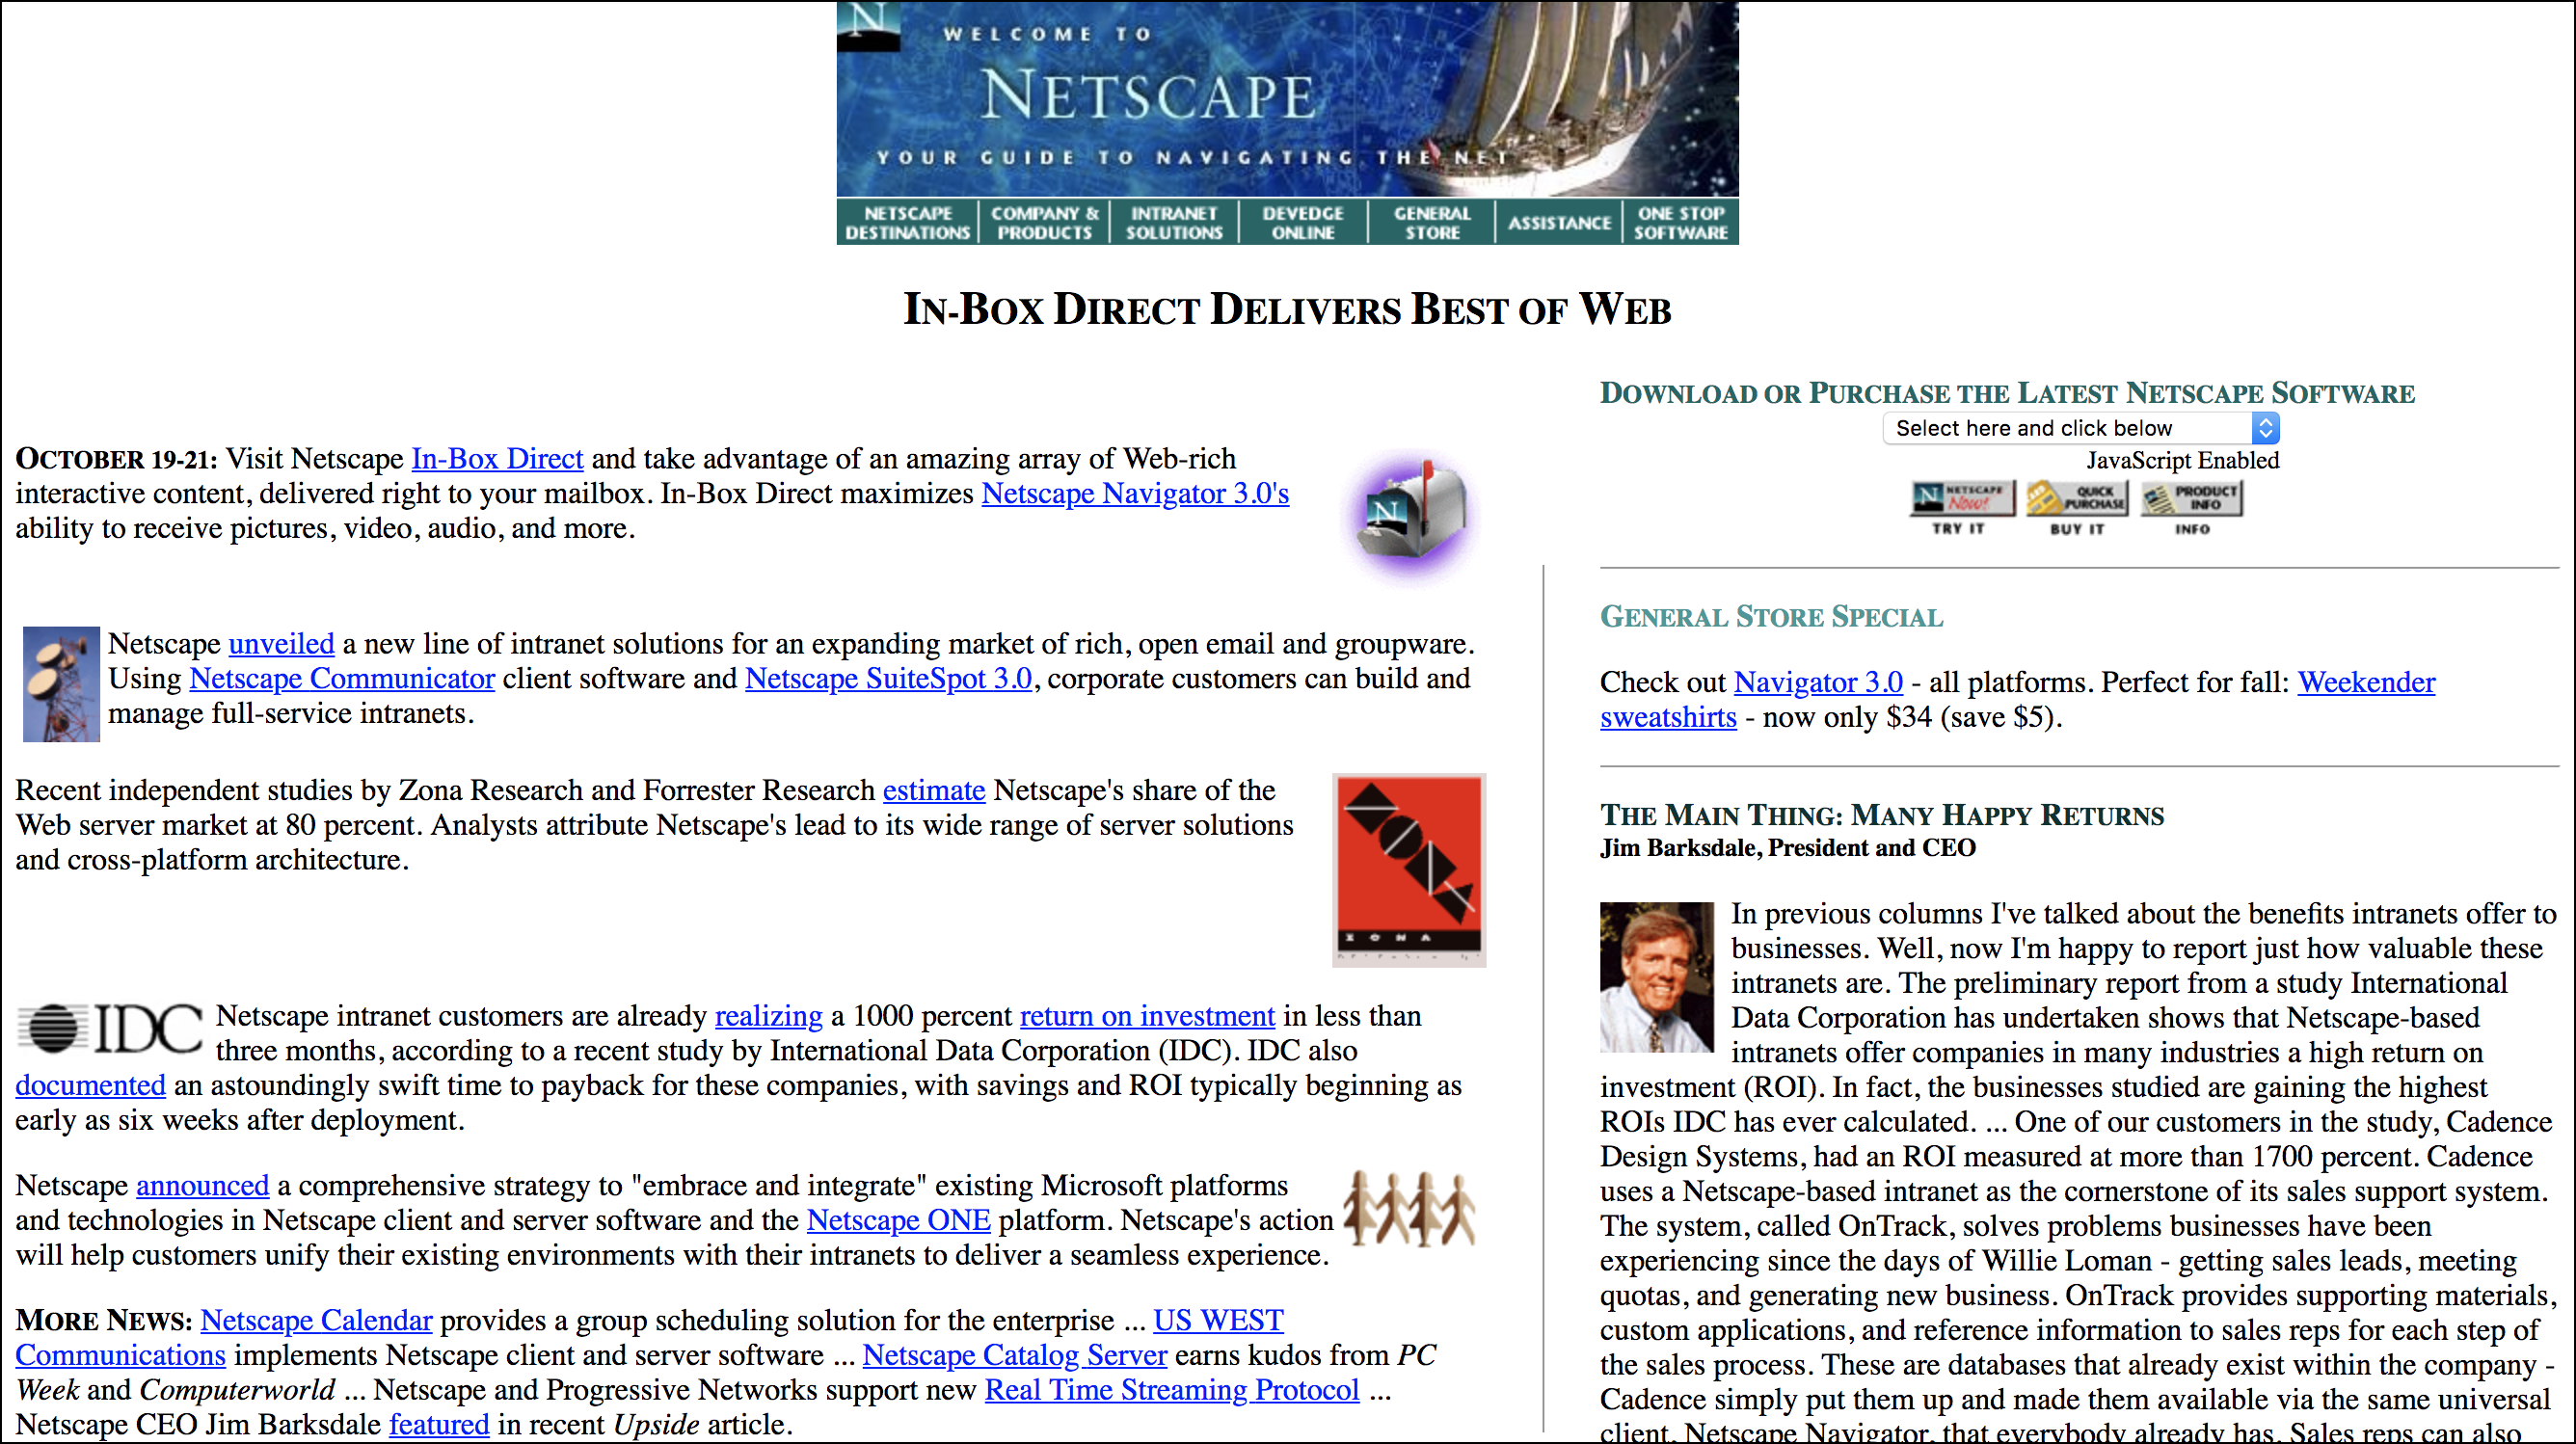 N
WELCOME TO
NETSCAPE
YOUR GUIDE TO NAVIGATING THE NET
NETSCAPE DESTINATIONS
COMPANY & PRODUCTS
INTRANET SOLUTIONS
DEVEDGE ONLINE
GENERAL STORE
ASSISTANCE
ONE STOP SOFTWARE
IN-BOX DIRECT DELIVERS BEST OF WEB
OCTOBER 19-21: Visit Netscape In-Box Direct and take advantage of an amazing array of Web-rich
interactive content, delivered right to your mailbox. In-Box Direct maximizes Netscape Navigator 3.0's
ability to receive pictures, video, audio, and more.
N
Netscape unveiled a new line of intranet solutions for an expanding market of rich, open email and groupware.
Using Netscape Communicator client software and Netscape SuiteSpot 3.0, corporate customers can build and
manage full-service intranets.
Recent independent studies by Zona Research and Forrester Research estimate Netscape's share of the
Web server market at 80 percent. Analysts attribute Netscape's lead to its wide range of server solutions
and cross-platform architecture.
ZONA
ZONA
IDC
Netscape intranet customers are already realizing a 1000 percent return on investment in less than
three months, according to a recent study by International Data Corporation (IDC). IDC also
documented an astoundingly swift time to payback for these companies, with savings and ROI typically beginning as
early as six weeks after deployment.
Netscape announced a comprehensive strategy to "embrace and integrate" existing Microsoft platforms
and technologies in Netscape client and server software and the Netscape ONE platform. Netscape's action
will help customers unify their existing environments with their intranets to deliver a seamless experience.
MORE NEWS: Netscape Calendar provides a group scheduling solution for the enterprise ... US WEST
Communications implements Netscape client and server software ... Netscape Catalog Server earns kudos from PC
Week and Computerworld ... Netscape and Progressive Networks support new Real Time Streaming Protocol ...
Netscape CEO Jim Barksdale featured in recent Upside article.
DOWNLOAD OR PURCHASE THE LATEST NETSCAPE SOFTWARE
Select here and click below
JavaScript Enabled
N NETSCAPE Now!
QUICK PURCHASE
PRODUCT INFO
TRY IT
BUY IT
INFO
GENERAL STORE SPECIAL
Check out Navigator 3.0 - all platforms. Perfect for fall: Weekender
sweatshirts - now only $34 (save $5).
THE MAIN THING: MANY HAPPY RETURNS
Jim Barksdale, President and CEO
In previous columns I've talked about the benefits intranets offer to
businesses. Well, now I'm happy to report just how valuable these
intranets are. The preliminary report from a study International
Data Corporation has undertaken shows that Netscape-based
intranets offer companies in many industries a high return on
investment (ROI). In fact, the businesses studied are gaining the highest
ROIs IDC has ever calculated. ... One of our customers in the study, Cadence
Design Systems, had an ROI measured at more than 1700 percent. Cadence
uses a Netscape-based intranet as the cornerstone of its sales support system.
The system, called OnTrack, solves problems businesses have been
experiencing since the days of Willie Loman - getting sales leads, meeting
quotas, and generating new business. OnTrack provides supporting materials,
custom applications, and reference information to sales reps for each step of
the sales process. These are databases that already exist within the company -
Cadence simply put them up and made them available via the same universal
client, Netscape Navigator, that everybody already has. Sales reps can also